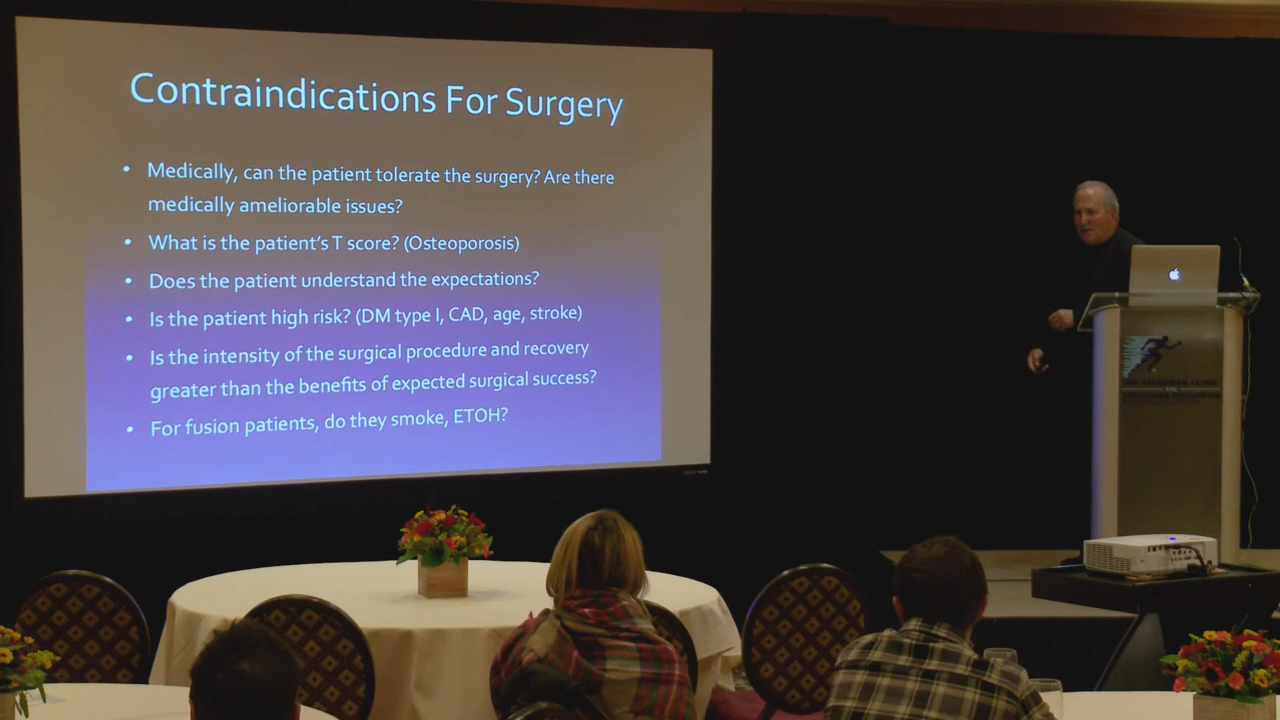 Contraindications For Surgery
• Medically, can the patient tolerate the surgery? Are there
medically ameliorable issues?
• What is the patient's T score? (Osteoporosis)
• Does the patient understand the expectations?
• Is the patient high risk? (DM type I, CAD, age, stroke)
• Is the intensity of the surgical procedure and recovery
greater than the benefits of expected surgical success?
• For fusion patients, do they smoke, ETOH?
THE STEADMAN CLINIC